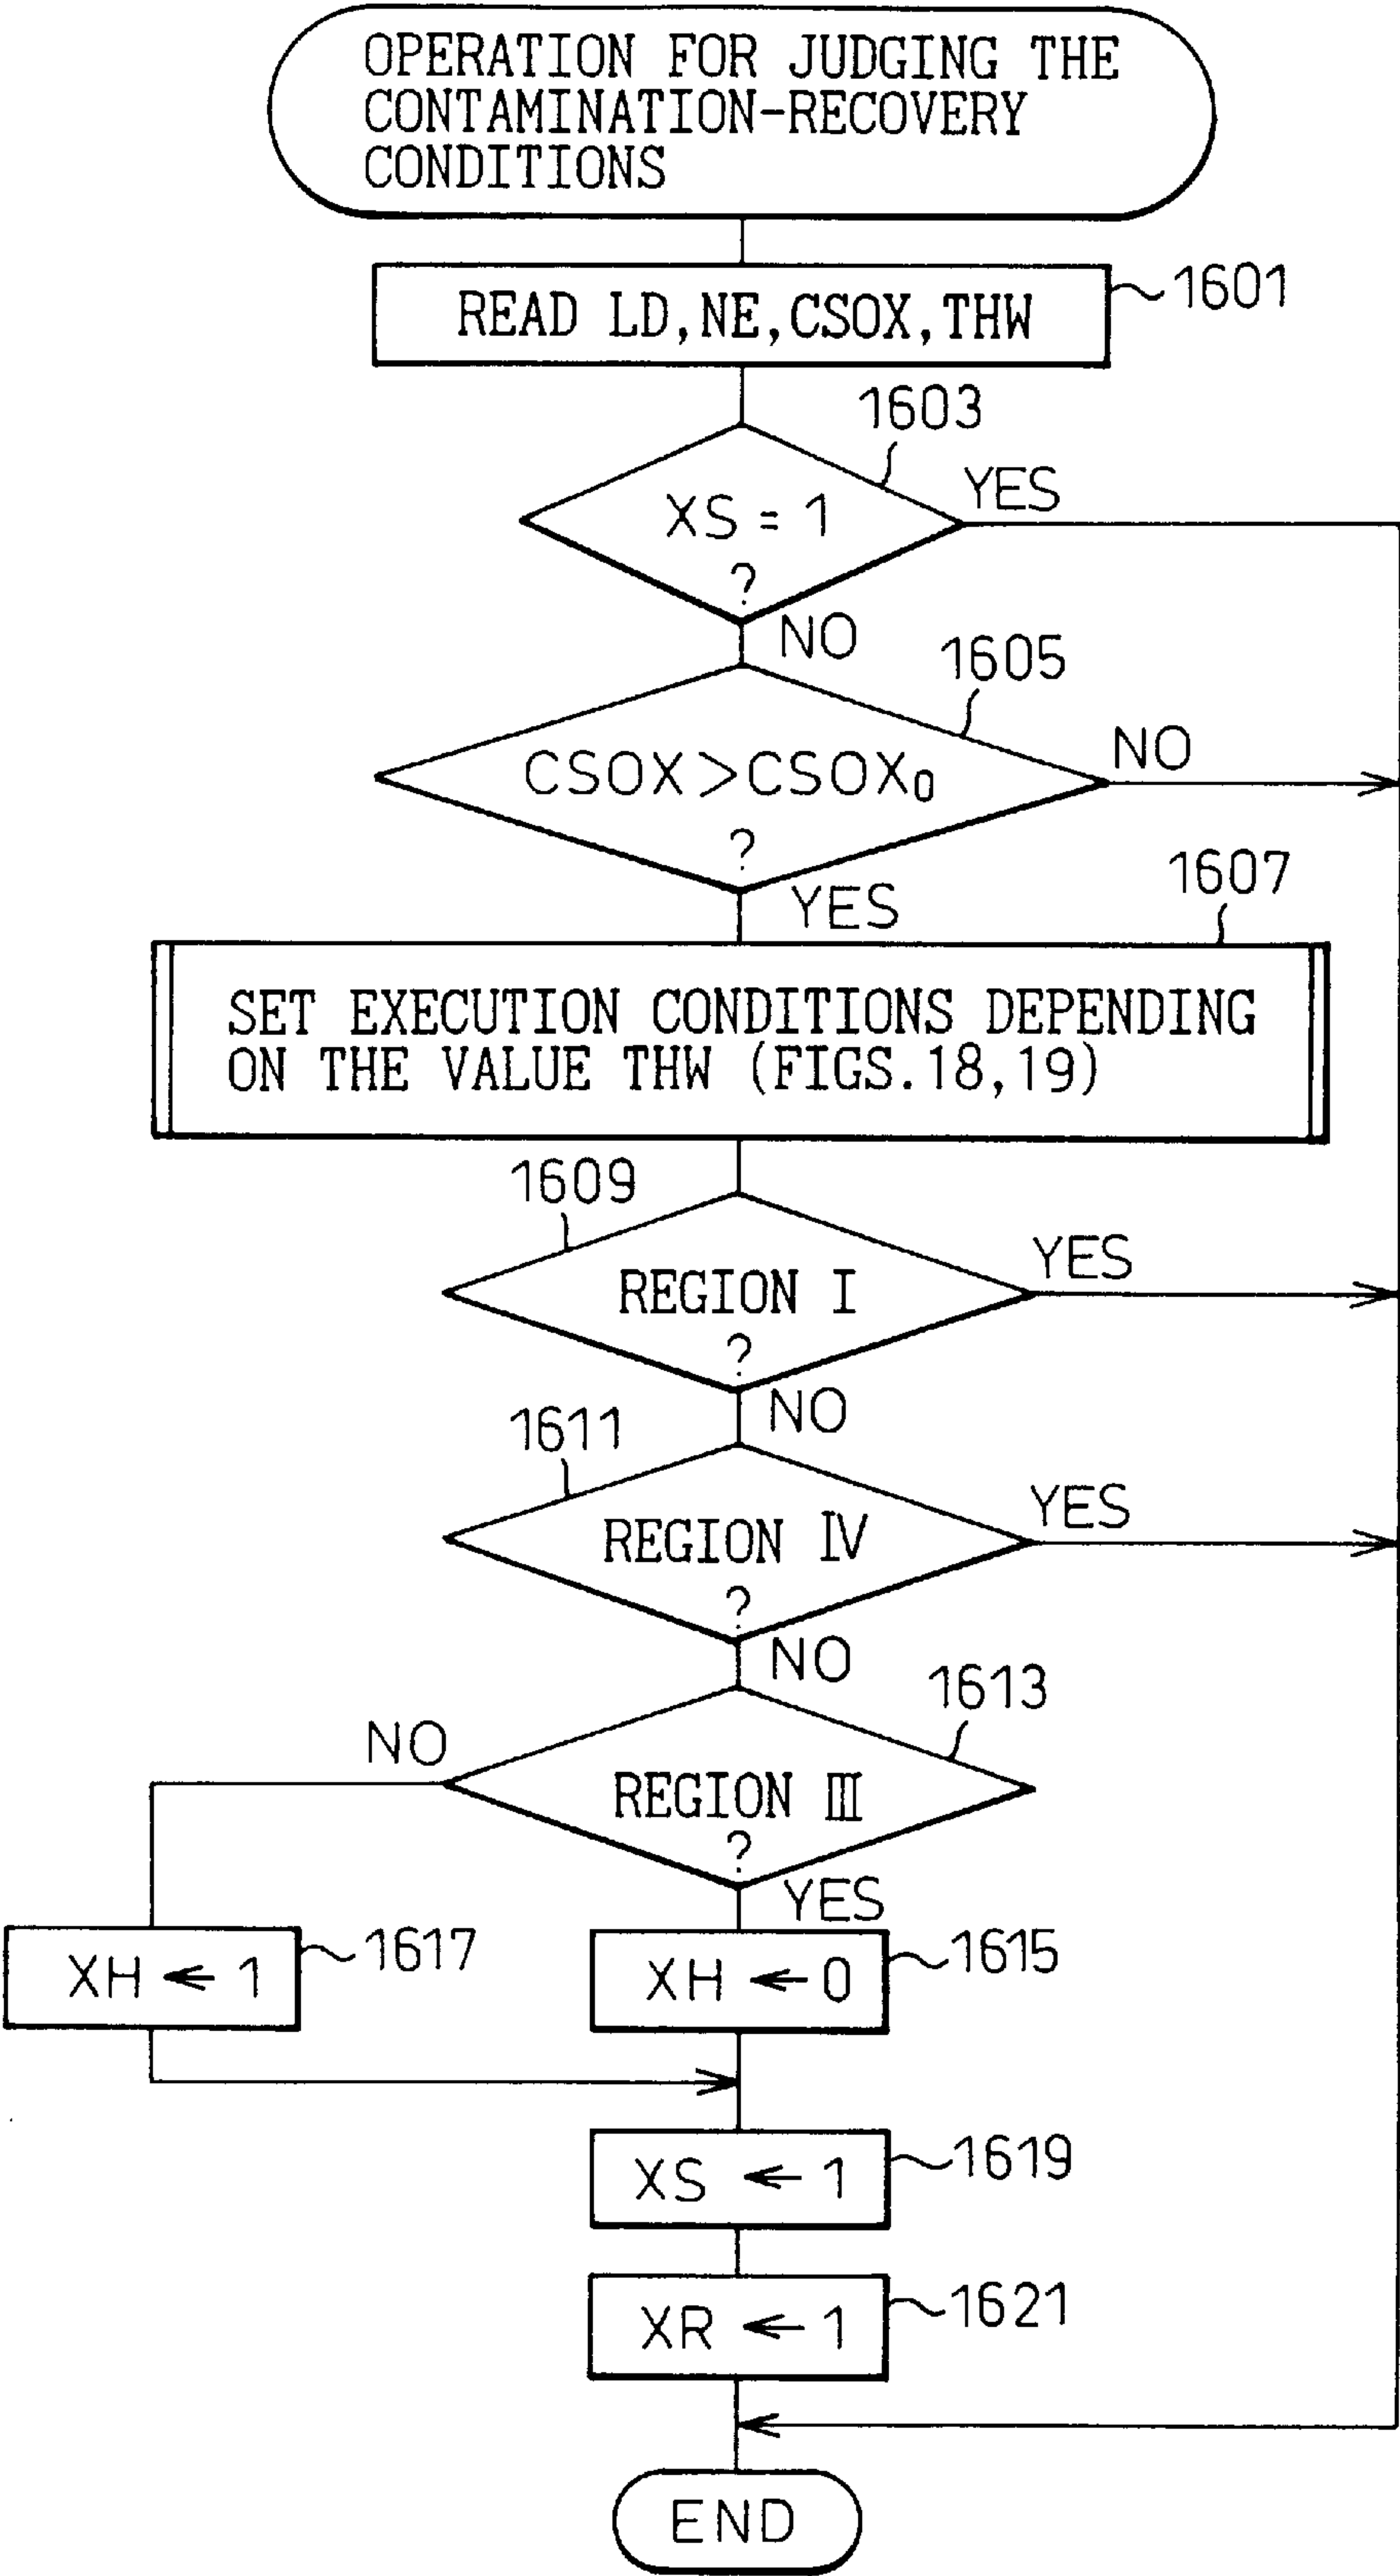 OPERATION FOR JUDGING THE
CONTAMINATION-RECOVERY
CONDITIONS
READ LD,NE,CSOX,THW
1601
1603
XS = 1
?
YES
NO
1605
CSOX>CSOX₀
?
NO
YES
1607
SET EXECUTION CONDITIONS DEPENDING
ON THE VALUE THW (FIGS.18,19)
1609
REGION I
?
YES
NO
1611
REGION IV
?
YES
NO
1613
REGION III
?
NO
YES
XH ← 1
1617
XH ← 0
1615
XS ← 1
1619
XR ← 1
1621
END